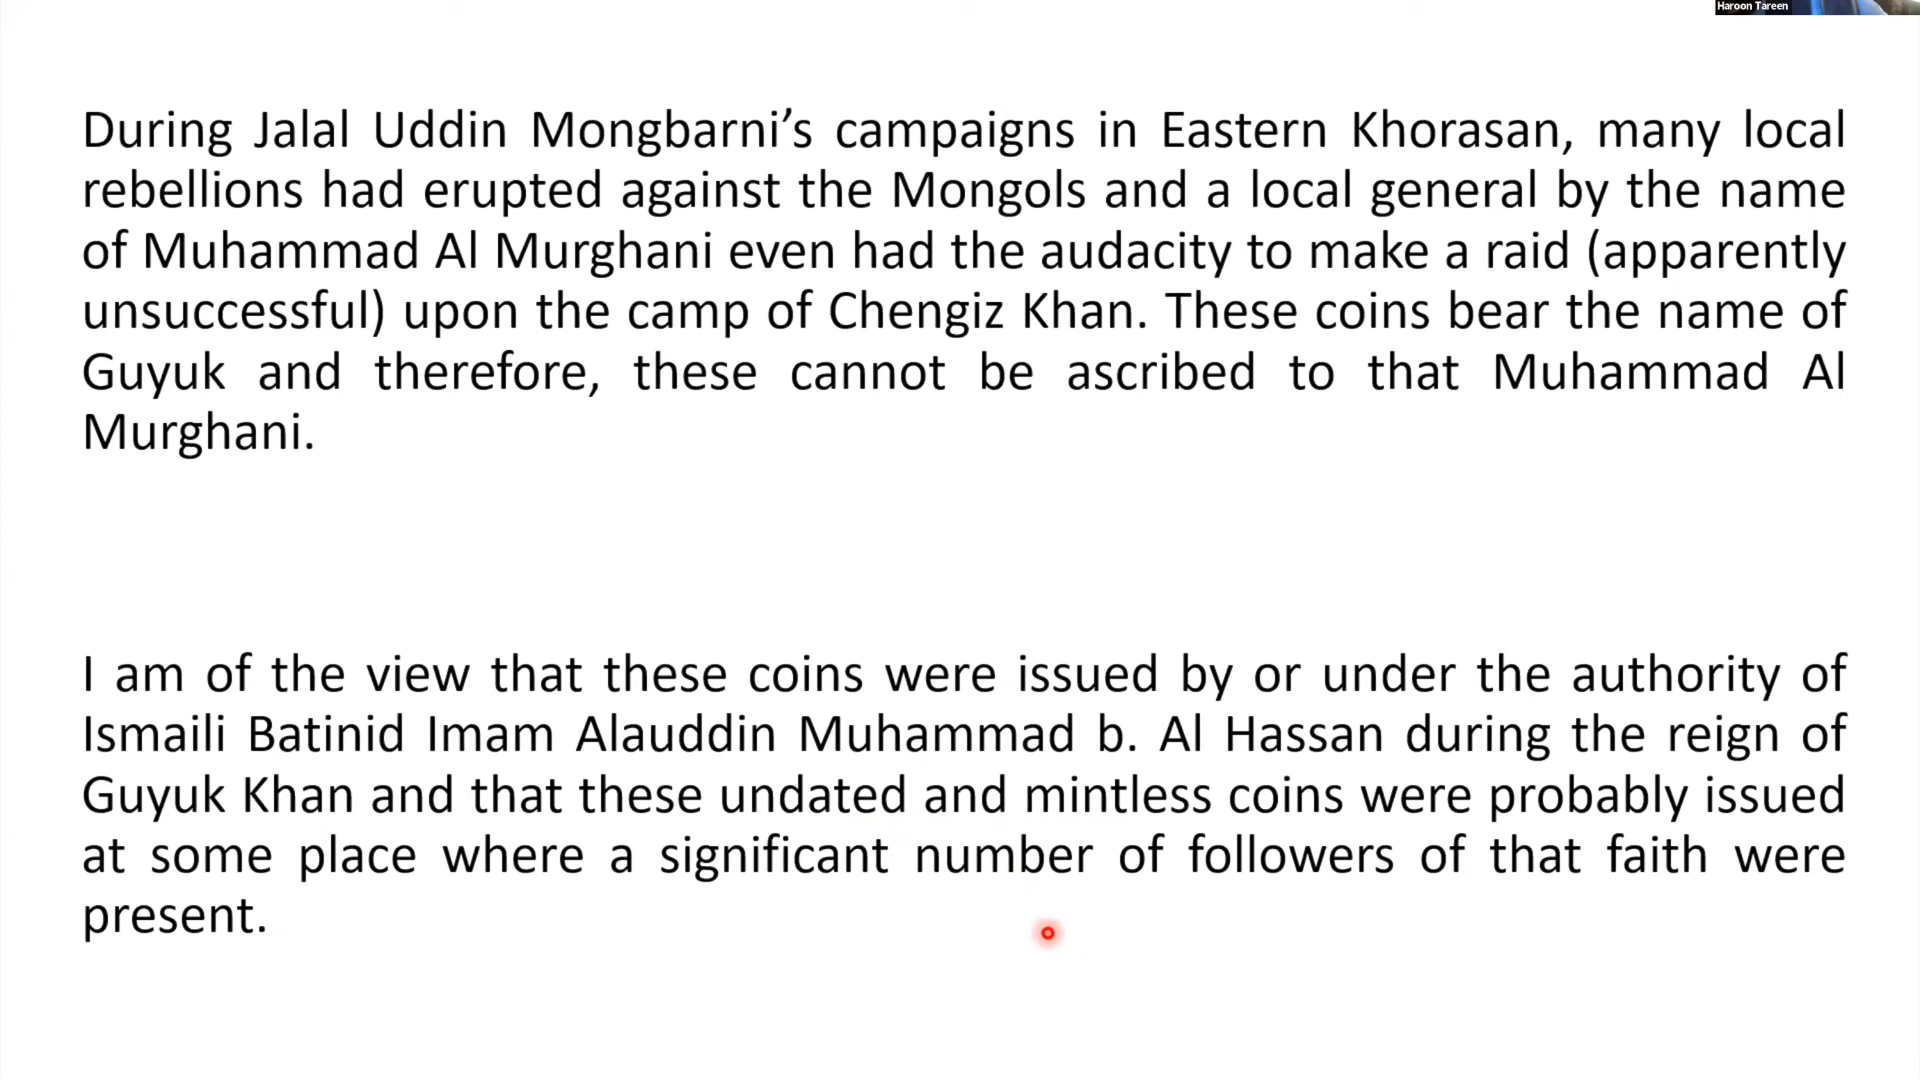 Haroon Tareen
During Jalal Uddin Mongbarni’s campaigns in Eastern Khorasan, many local
rebellions had erupted against the Mongols and a local general by the name
of Muhammad Al Murghani even had the audacity to make a raid (apparently
unsuccessful) upon the camp of Chengiz Khan. These coins bear the name of
Guyuk and therefore, these cannot be ascribed to that Muhammad Al
Murghani.
I am of the view that these coins were issued by or under the authority of
Ismaili Batinid Imam Alauddin Muhammad b. Al Hassan during the reign of
Guyuk Khan and that these undated and mintless coins were probably issued
at some place where a significant number of followers of that faith were
present.